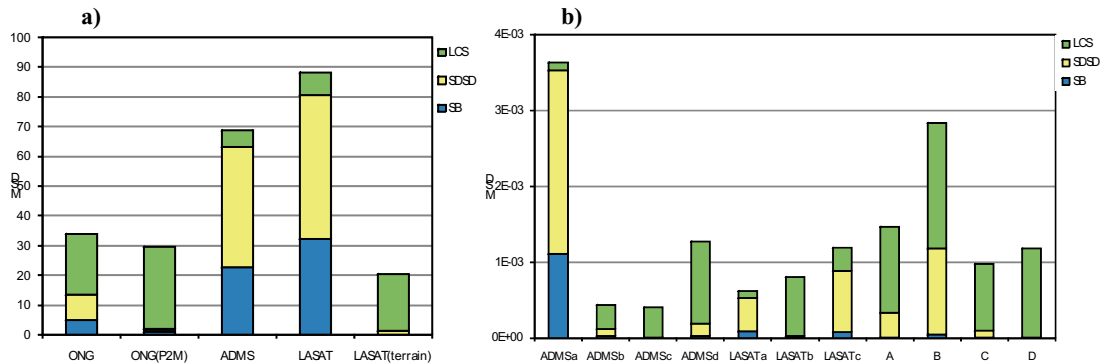 a)
100
90
80
70
60
50
40
30
20
10
0
MSD
ONG
ONG(P2M)
ADMS
LASAT
LASAT(terrain)
LCS
SDSD
SB
b)
4E-03
3E-03
2E-03
1E-03
0E+00
MSD
ADMSa
ADMSb
ADMSc
ADMSd
LASATa
LASATb
LASATc
A
B
C
D
LCS
SDSD
SB